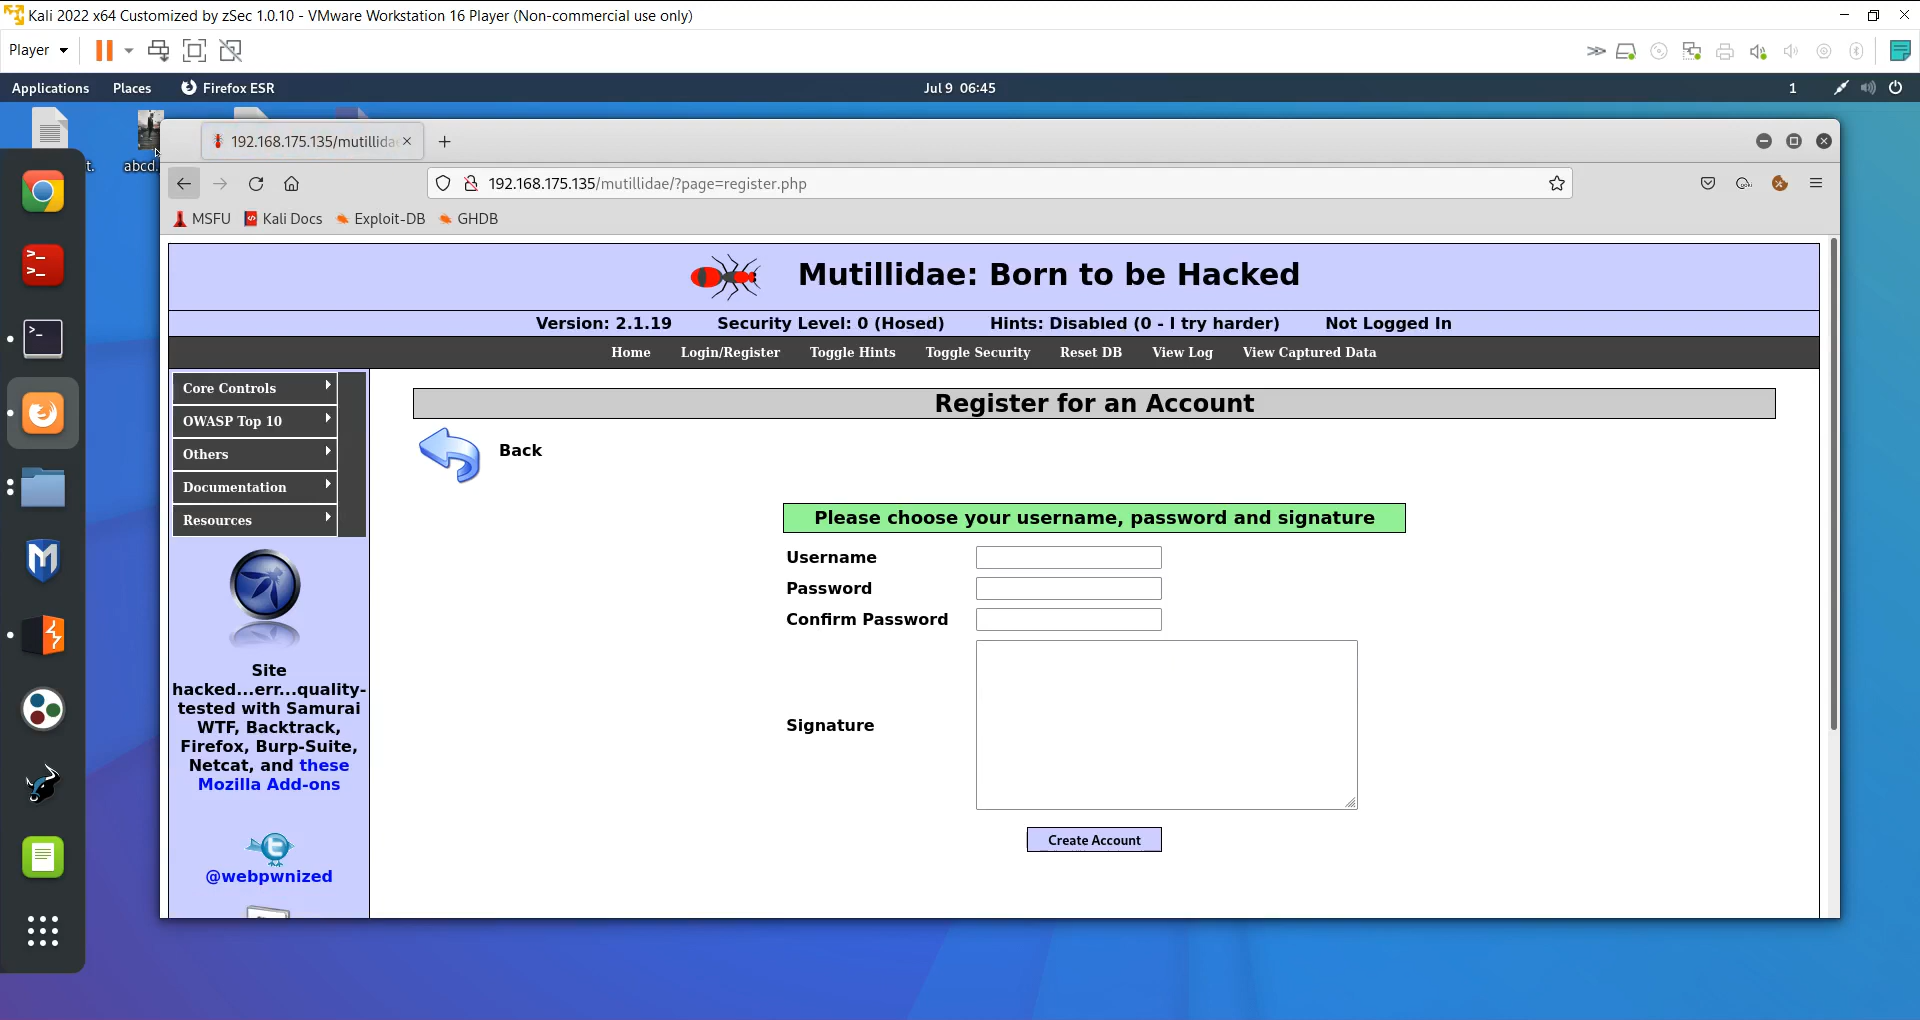 Kali 2022 x64 Customized by zSec 1.0.10 - VMware Workstation 16 Player (Non-commercial use only)
Player
Applications Places Firefox ESR Jul 9 06:45 1
t. abcd.
192.168.175.135/mutillida
192.168.175.135/mutillidae/?page=register.php
MSFU Kali Docs Exploit-DB GHDB
Mutillidae: Born to be Hacked
Version: 2.1.19 Security Level: 0 (Hosed) Hints: Disabled (0 - I try harder) Not Logged In
Home Login/Register Toggle Hints Toggle Security Reset DB View Log View Captured Data
Core Controls
OWASP Top 10
Others
Documentation
Resources
Site
hacked...err...quality-
tested with Samurai
WTF, Backtrack,
Firefox, Burp-Suite,
Netcat, and these
Mozilla Add-ons
@webpwnized
Register for an Account
Back
Please choose your username, password and signature
Username
Password
Confirm Password
Signature
Create Account